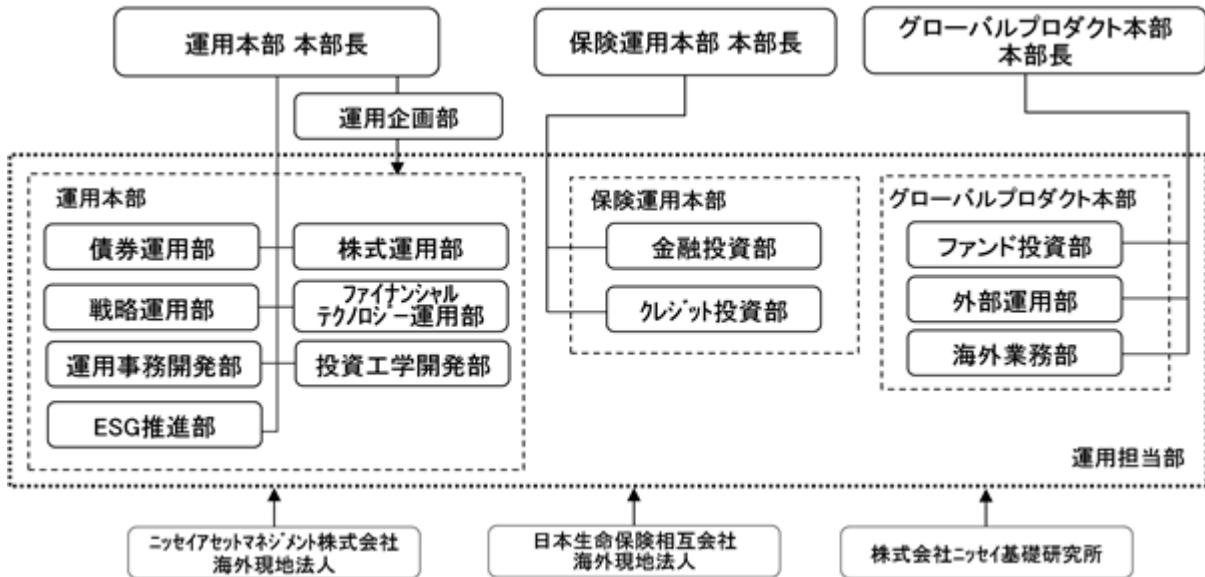 運用本部 本部長
保険運用本部 本部長
グローバルプロダクト本部
本部長
運用企画部
運用本部
債券運用部
株式運用部
戦略運用部
ファイナンシャル
テクノロジー運用部
運用事務開発部
投資工学開発部
ESG推進部
保険運用本部
金融投資部
クレジット投資部
グローバルプロダクト本部
ファンド投資部
外部運用部
海外業務部
運用担当部
ニッセイアセットマネジメント株式会社
海外現地法人
日本生命保険相互会社
海外現地法人
株式会社ニッセイ基礎研究所